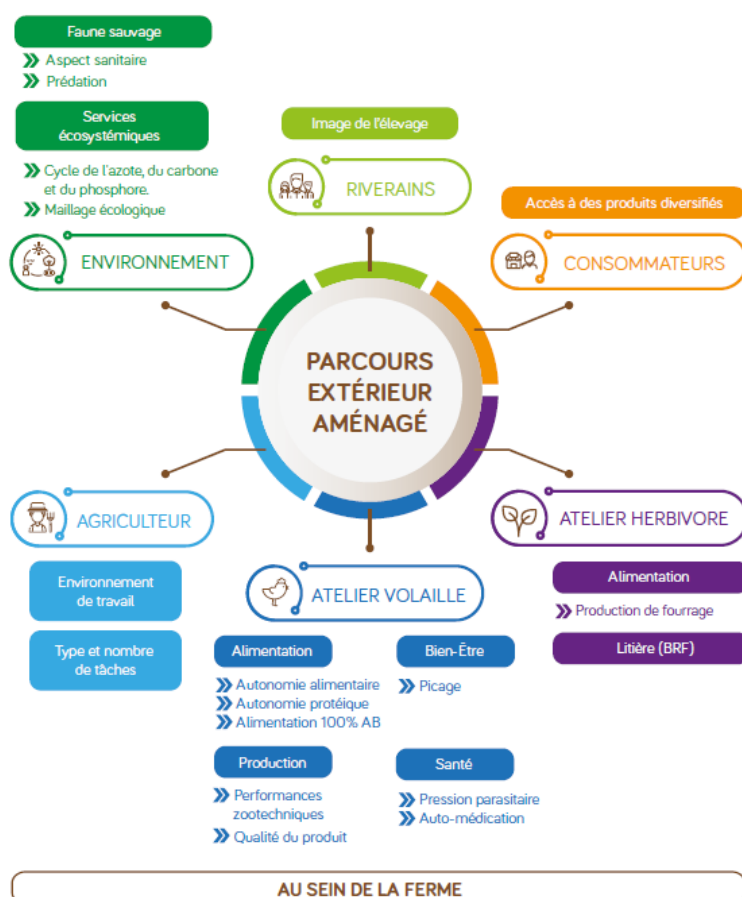 Faune sauvage
Aspect sanitaire
Prédation
Services
écosystémiques
Cycle de l'azote, du carbone
et du phosphore.
Maillage écologique
ENVIRONNEMENT
Image de l'élevage
RIVERAINS
Accès à des produits diversifiés
CONSOMMATEURS
PARCOURS
EXTÉRIEUR
AMÉNAGÉ
AGRICULTEUR
Environnement
de travail
Type et nombre
de tâches
ATELIER VOLAILLE
Alimentation
Autonomie alimentaire
Autonomie protéique
Alimentation 100% AB
Bien-Être
Picage
Production
Performances
zootechniques
Qualité du produit
Santé
Pression parasitaire
Auto-médication
ATELIER HERBIVORE
Alimentation
Production de fourrage
Litière (BRF)
AU SEIN DE LA FERME